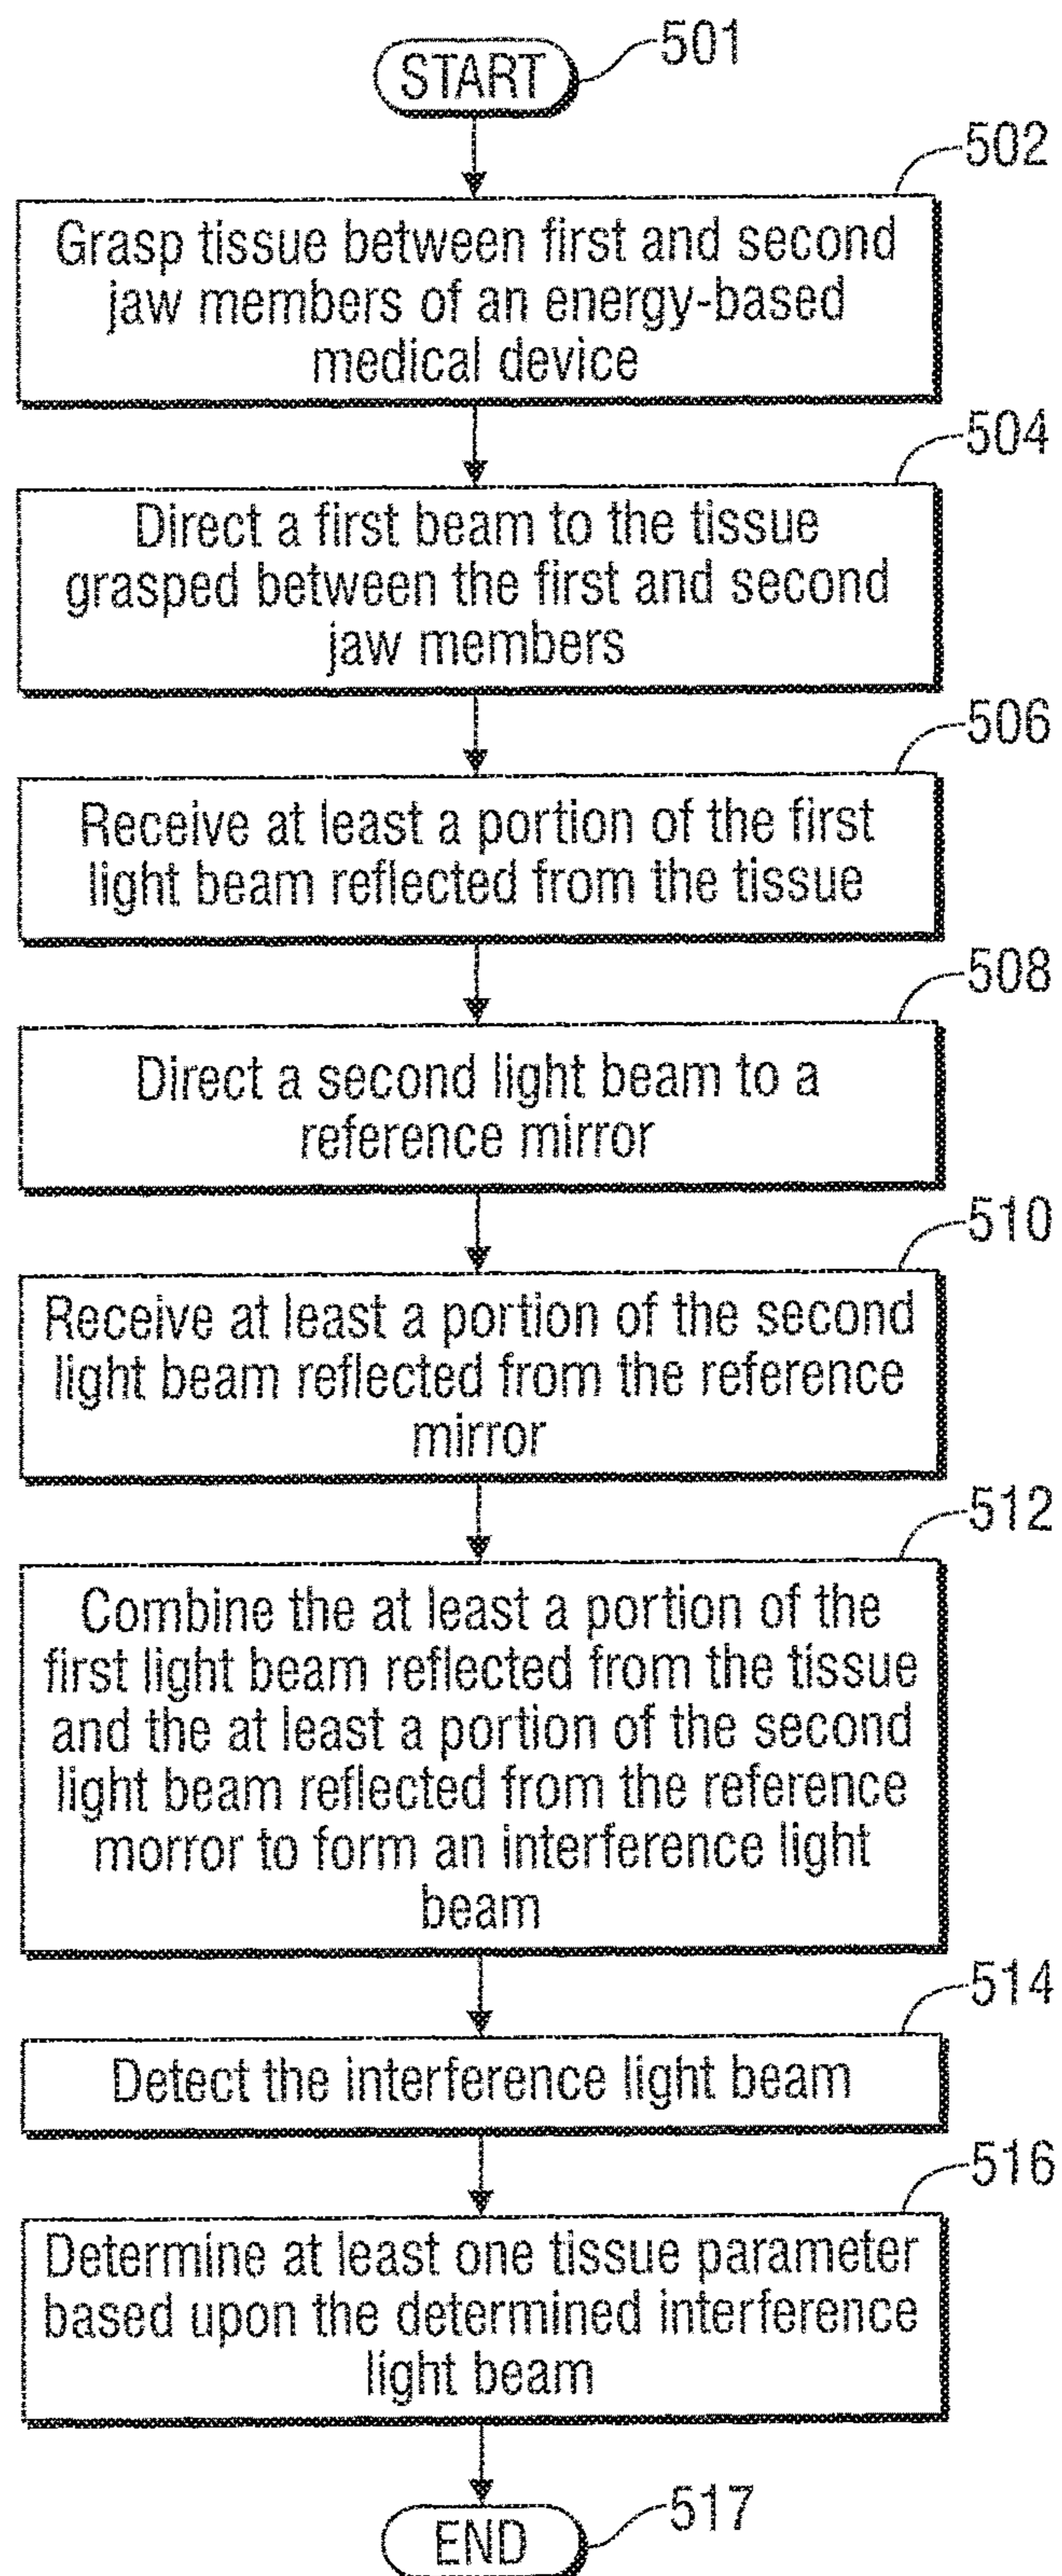 START
501
502
Grasp tissue between first and second
jaw members of an energy-based
medical device
504
Direct a first beam to the tissue
grasped between the first and second
jaw members
506
Receive at least a portion of the first
light beam reflected from the tissue
508
Direct a second light beam to a
reference mirror
510
Receive at least a portion of the second
light beam reflected from the reference
mirror
512
Combine the at least a portion of the
first light beam reflected from the tissue
and the at least a portion of the second
light beam reflected from the reference
morror to form an interference light
beam
514
Detect the interference light beam
516
Determine at least one tissue parameter
based upon the determined interference
light beam
END
517